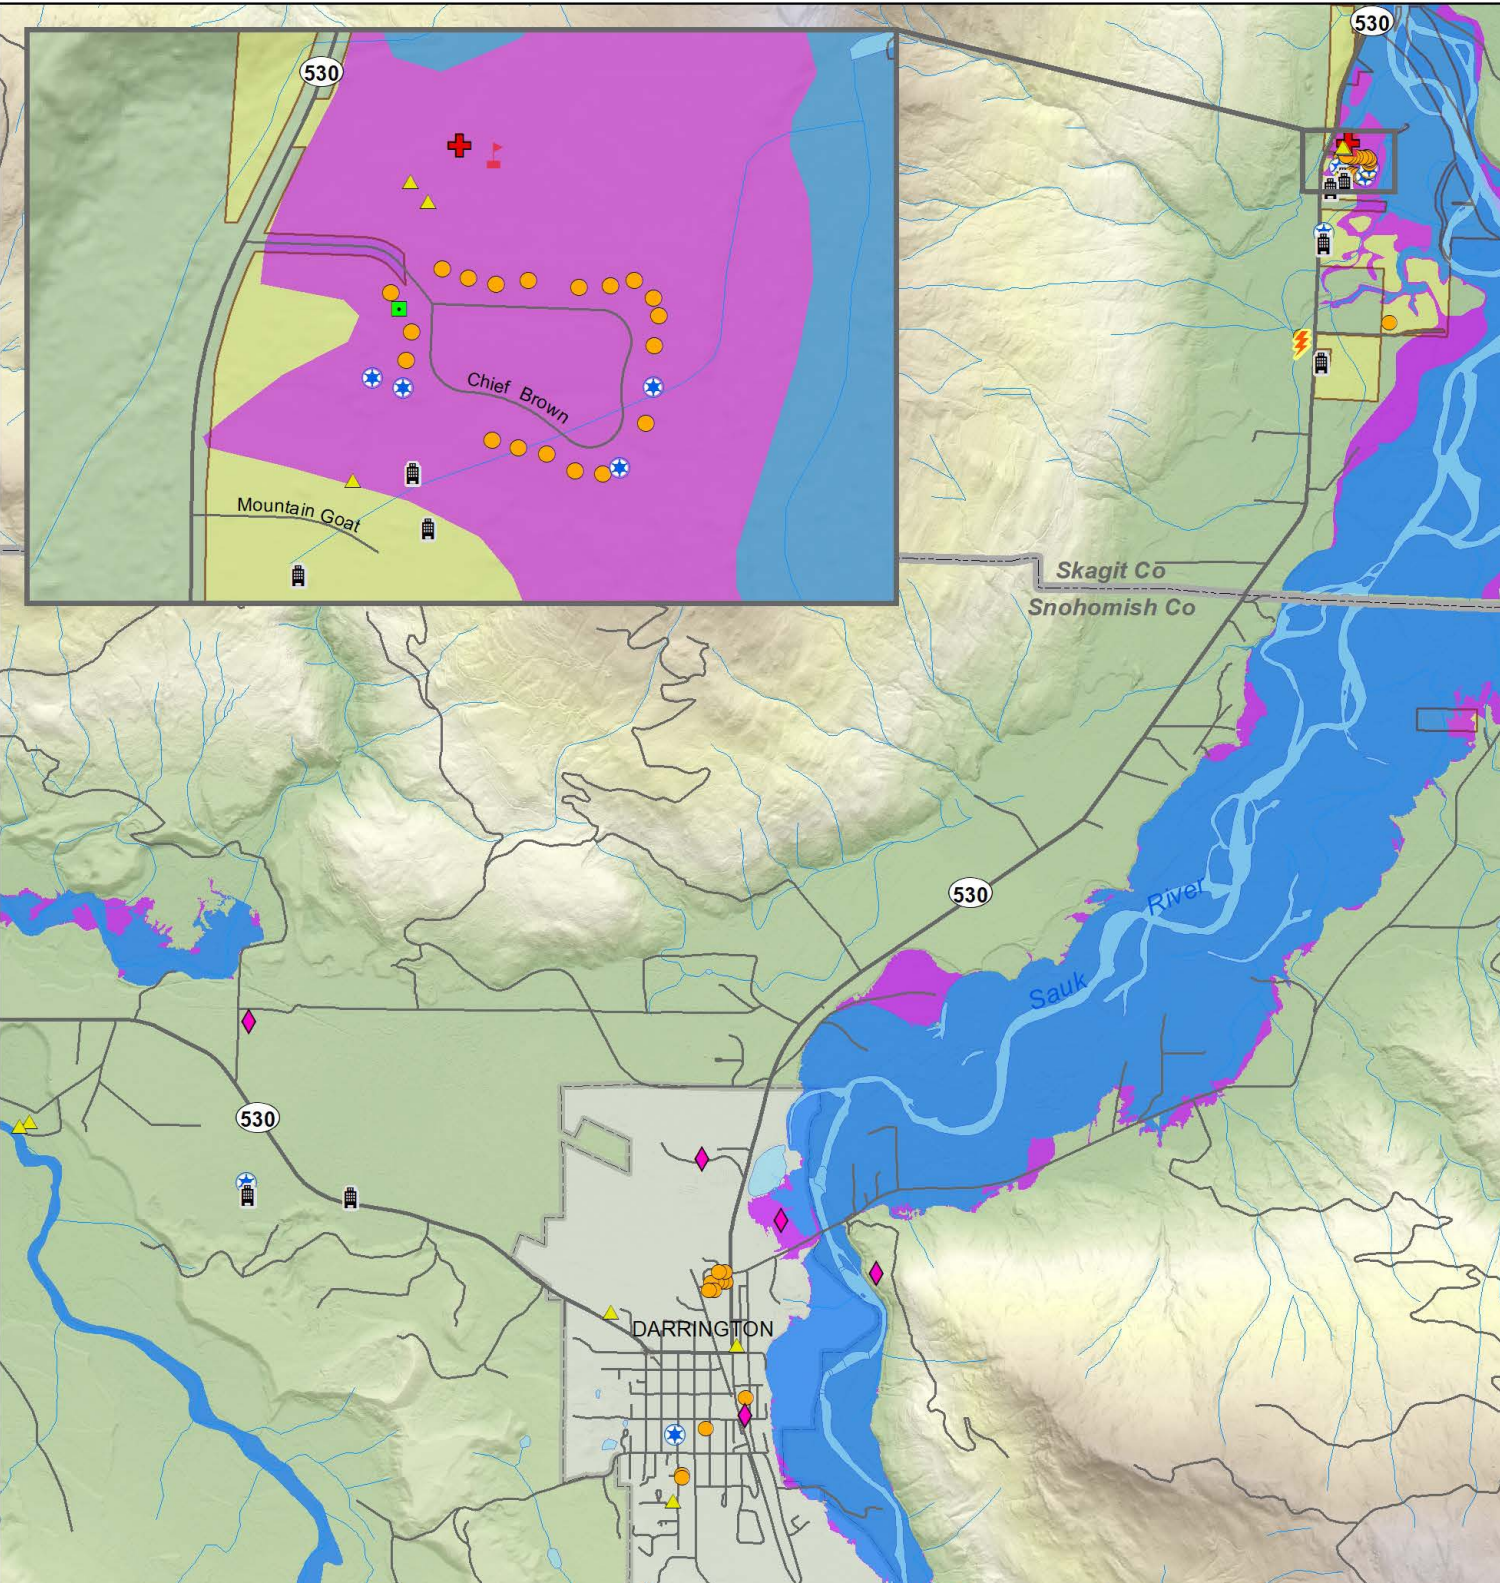 530
530
Chief Brown
Mountain Goat
Skagit Co
Snohomish Co
530
River
Sauk
530
DARRINGTON